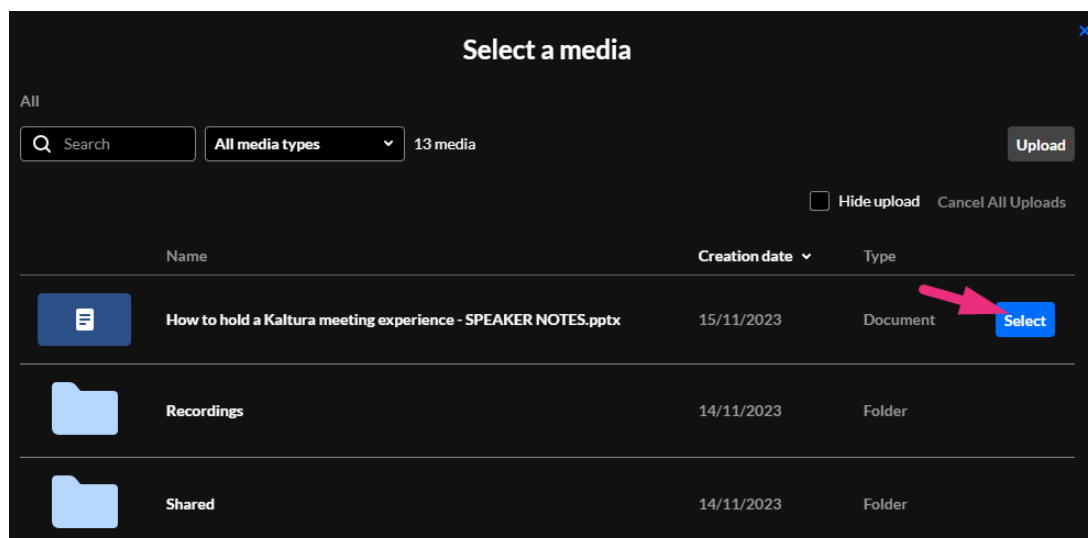 Select a media
All
Search All media types 13 media Upload
Hide upload Cancel All Uploads
Name Creation date Type
How to hold a Kaltura meeting experience - SPEAKER NOTES.pptx 15/11/2023 Document Select
Recordings 14/11/2023 Folder
Shared 14/11/2023 Folder